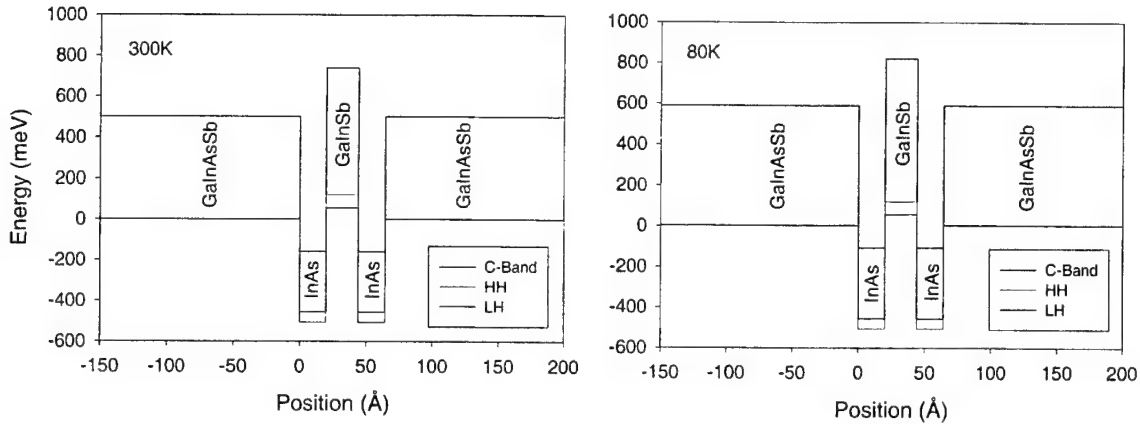 Energy (meV)
1000
800
600
400
200
0
-200
-400
-600
300K
GaInAsSb
GaInSb
GaInAsSb
InAs
InAs
C-Band
HH
LH
-150 -100 -50 0 50 100 150 200
Position (Å)
1000
800
600
400
200
0
-200
-400
-600
80K
GaInAsSb
GaInSb
GaInAsSb
InAs
InAs
C-Band
HH
LH
-150 -100 -50 0 50 100 150 200
Position (Å)